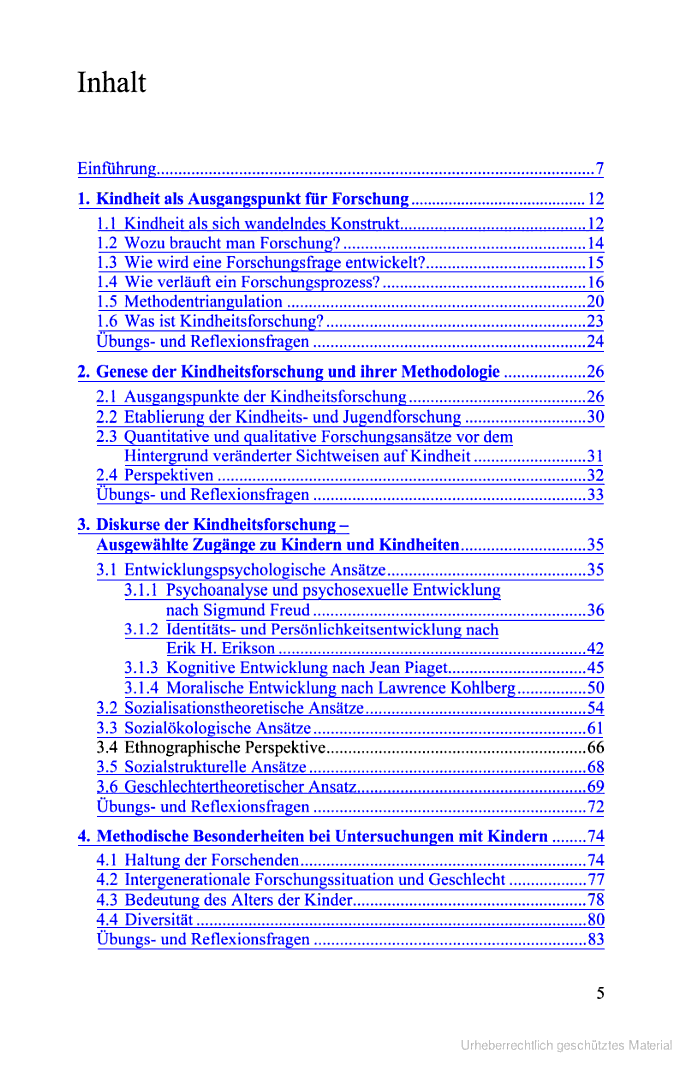 Inhalt
Einführung....................................................................................................7
1. Kindheit als Ausgangspunkt für Forschung......................................... 12
1.1 Kindheit als sich wandelndes Konstrukt...........................................12
1.2 Wozu braucht man Forschung?........................................................14
1.3 Wie wird eine Forschungsfrage entwickelt?.....................................15
1.4 Wie verläuft ein Forschungsprozess?...............................................16
1.5 Methodentriangulation.....................................................................20
1.6 Was ist Kindheitsforschung?............................................................23
Übungs- und Reflexionsfragen...............................................................24
2. Genese der Kindheitsforschung und ihrer Methodologie...................26
2.1 Ausgangspunkte der Kindheitsforschung.........................................26
2.2 Etablierung der Kindheits- und Jugendforschung............................30
2.3 Quantitative und qualitative Forschungsansätze vor dem
Hintergrund veränderter Sichtweisen auf Kindheit..........................31
2.4 Perspektiven.....................................................................................32
Übungs- und Reflexionsfragen...............................................................33
3. Diskurse der Kindheitsforschung –
Ausgewählte Zugänge zu Kindern und Kindheiten.............................35
3.1 Entwicklungspsychologische Ansätze..............................................35
3.1.1 Psychoanalyse und psychosexuelle Entwicklung
nach Sigmund Freud...............................................................36
3.1.2 Identitäts- und Persönlichkeitsentwicklung nach
Erik H. Erikson.......................................................................42
3.1.3 Kognitive Entwicklung nach Jean Piaget................................45
3.1.4 Moralische Entwicklung nach Lawrence Kohlberg................50
3.2 Sozialisationstheoretische Ansätze...................................................54
3.3 Sozialökologische Ansätze...............................................................61
3.4 Ethnographische Perspektive............................................................66
3.5 Sozialstrukturelle Ansätze................................................................68
3.6 Geschlechtertheoretischer Ansatz.....................................................69
Übungs- und Reflexionsfragen...............................................................72
4. Methodische Besonderheiten bei Untersuchungen mit Kindern........74
4.1 Haltung der Forschenden..................................................................74
4.2 Intergenerationale Forschungssituation und Geschlecht..................77
4.3 Bedeutung des Alters der Kinder......................................................78
4.4 Diversität..........................................................................................80
Übungs- und Reflexionsfragen...............................................................83
5
Urheberrechtlich geschütztes Material